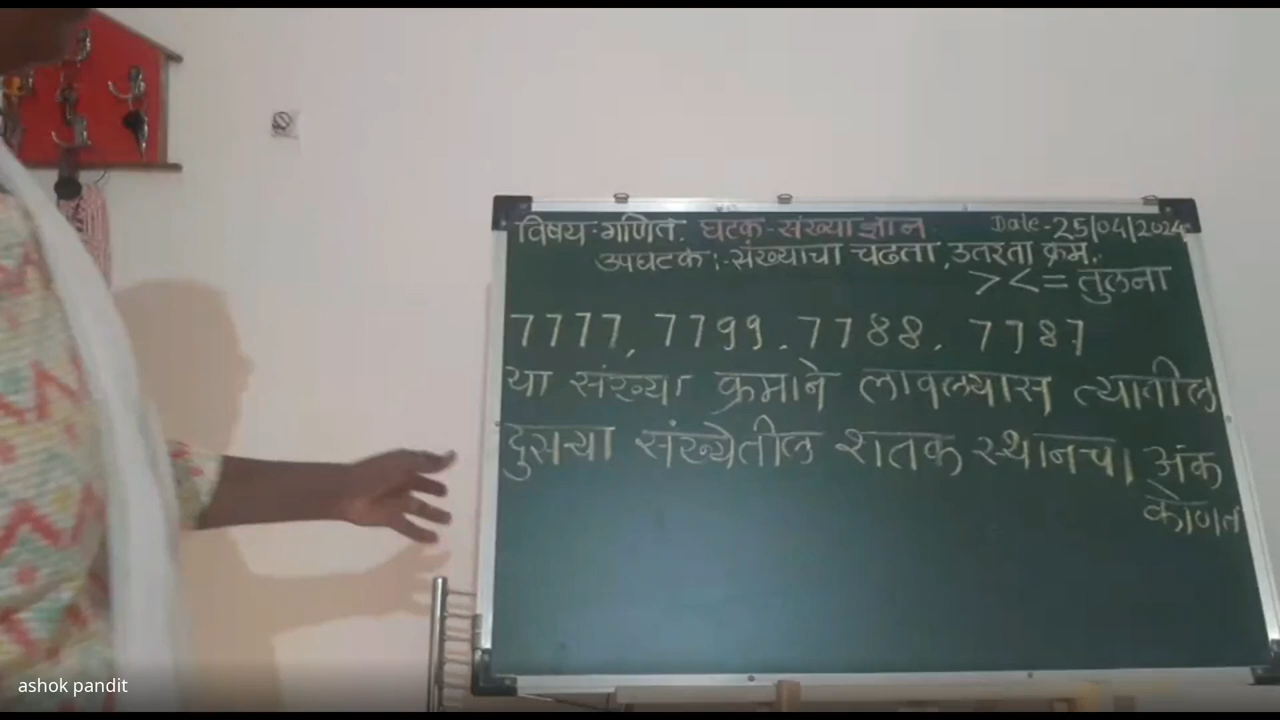 विषय:-गणित. घटक-संख्याज्ञान Date-25/04/2024
उपघटक:-संख्याचा चढता, उतरता क्रम.
> < = तुलना
7777, 7799, 7788, 7787
या संख्या क्रमाने लावल्यास त्यातील
दुसऱ्या संख्येतील शतक स्थानचा अंक
कोणत
ashok pandit